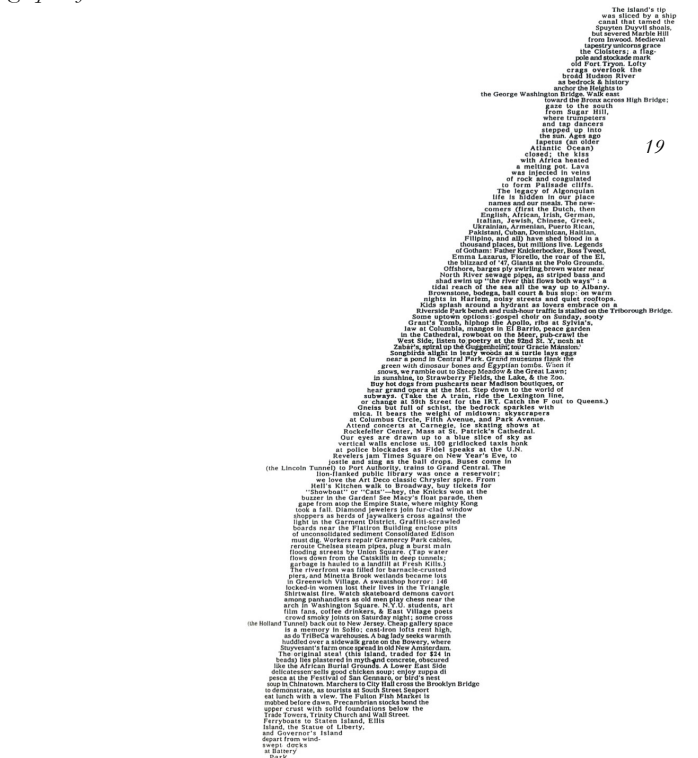 The island's tip
was sliced by a ship
canal that tamed the
Spuyten Duyvil shoals,
but severed Marble Hill
from Inwood. Medieval
tapestry unicorns grace
the Cloisters; a flag-
pole and stockade mark
old Fort Tryon. Lofty
crags overlook the
broad Hudson River
as bedrock & history
anchor the Heights to
the George Washington Bridge. Walk east
toward the Bronx across High Bridge;
gaze to the south
from Sugar Hill,
where trumpeters
and tap dancers
stepped up into
the sun. Ages ago
Iapetus (an older
Atlantic Ocean)
closed; the kiss
19
with Africa heated
a melting pot. Lava
was injected in veins
of rock and coagulated
to form Palisade cliffs.
The legacy of Algonquian
life is hidden in our place
names and our meals. The new-
comers (first the Dutch, then
English, African, Irish, German,
Italian, Jewish, Chinese, Greek,
Ukrainian, Armenian, Puerto Rican,
Pakistani, Cuban, Dominican, Haitian,
Filipino, and all) have shed blood in a
thousand places, but millions live. Legends
of Gotham: Father Knickerbocker, Boss Tweed,
Emma Lazarus, Fiorello, the roar of the El,
the blizzard of '47, Giants at the Polo Grounds.
Offshore, barges ply swirling brown water near
North River sewage pipes, as striped bass and
shad swim up "the river that flows both ways" : a
tidal reach of the sea all the way up to Albany.
Brownstone, bodega, ball court & bus stop: on warm
nights in Harlem, noisy streets and quiet rooftops.
Kids splash around a hydrant as lovers embrace on a
Riverside Park bench and rush-hour traffic is stalled on the Triborough Bridge.
Some uptown options: gospel choir on Sunday, sooty
Grant's Tomb, hiphop the Apollo, ribs at Sylvia's,
law at Columbia, mangos in El Barrio, peace garden
in the Cathedral, rowboat on the Meer, pub-crawl the
West Side, listen to poetry at the 92nd St. Y, nosh at
Zabar's, spiral up the Guggenheim, tour Gracie Mansion.
Songbirds alight in leafy woods as a turtle lays eggs
near a pond in Central Park. Grand museums flank the
green with dinosaur bones and Egyptian tombs. When it
snows, we ramble out to Sheep Meadow & the Great Lawn;
in sunshine, to Strawberry Fields, the Lake, & the Zoo.
Buy hot dogs from pushcarts near Madison boutiques, or
hear grand opera at the Met. Step down to the world of
subways. (Take the A train, ride the Lexington line,
or change at 59th Street for the IRT. Catch the F out to Queens.)
Gneiss but full of schist, the bedrock sparkles with
mica. It bears the weight of midtown: skyscrapers
at Columbus Circle, Fifth Avenue, and Park Avenue.
Attend concerts at Carnegie, ice skating shows at
Rockefeller Center, Mass at St. Patrick's Cathedral.
Our eyes are drawn up to a blue slice of sky as
vertical walls enclose us. 100 gridlocked taxis honk
at police blockades as Fidel speaks at the U.N.
Revelers jam Times Square on New Year's Eve, to
jostle and sing as the ball drops. Buses come in
(the Lincoln Tunnel) to Port Authority, trains to Grand Central. The
lion-flanked public library was once a reservoir;
we love the Art Deco classic Chrysler spire. From
Hell's Kitchen walk to Broadway, buy tickets for
"Showboat" or "Cats"—hey, the Knicks won at the
buzzer in the Garden! See Macy's float parade, then
gape from atop the Empire State, where mighty Kong
took a fall. Diamond jewelers join fur-clad window
shoppers as herds of jaywalkers cross against the
light in the Garment District. Graffiti-scrawled
boards near the Flatiron Building enclose pits
of unconsolidated sediment Consolidated Edison
must dig. Workers repair Gramercy Park cables,
reroute Chelsea steam pipes, plug a burst main
flooding streets by Union Square. (Tap water
flows down from the Catskills in deep tunnels;
garbage is hauled to a landfill at Fresh Kills.)
The riverfront was filled for barnacle-crusted
piers, and Minetta Brook wetlands became lots
in Greenwich Village. A sweatshop horror: 146
locked-in women lost their lives in the Triangle
Shirtwaist fire. Watch skateboard demons cavort
among panhandlers as old men play chess near the
arch in Washington Square. N.Y.U. students, art
film fans, coffee drinkers, & East Village poets
crowd smoky joints on Saturday night; some cross
(the Holland Tunnel) back out to New Jersey. Cheap gallery space
is a memory in SoHo; cast-iron lofts rent high,
as do TriBeCa warehouses. A bag lady seeks warmth
huddled over a sidewalk grate on the Bowery, where
Stuyvesant's farm once spread in old New Amsterdam.
The original steal (this island, traded for $24 in
beads) lies plastered in myth and concrete, obscured
like the African Burial Grounds. A Lower East Side
delicatessen sells good chicken soup; enjoy zuppa di
pesca at the Festival of San Gennaro, or bird's nest
soup in Chinatown. Marchers to City Hall cross the Brooklyn Bridge
to demonstrate, as tourists at South Street Seaport
eat lunch with a view. The Fulton Fish Market is
mobbed before dawn. Precambrian stocks bond the
upper crust with solid foundations below the
Trade Towers, Trinity Church and Wall Street.
Ferryboats to Staten Island, Ellis
Island, the Statue of Liberty,
and Governor's Island
depart from wind-
swept docks
at Battery
Park